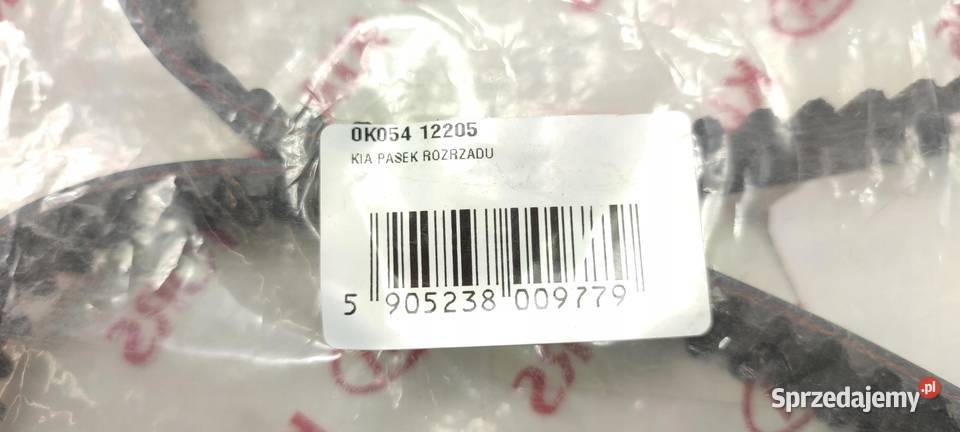 0K054 12205
KIA PASEK ROZRZADU
5 905238 009779
Sprzedajemy.pl